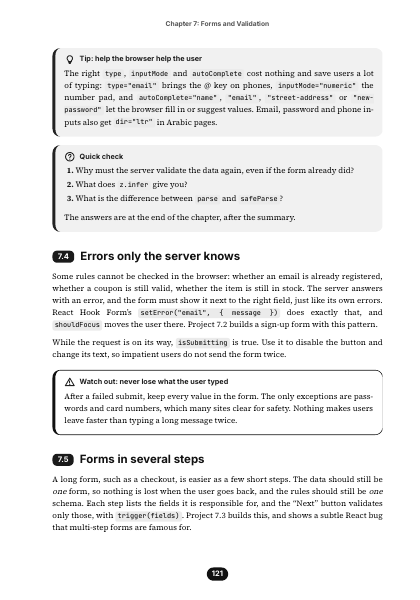 Chapter 7: Forms and Validation
Tip: help the browser help the user
The right type, inputMode and autoComplete cost nothing and save users a lot
of typing: type="email" brings the @ key on phones, inputMode="numeric" the
number pad, and autoComplete="name", "email", "street-address" or "new-
password" let the browser fill in or suggest values. Email, password and phone in-
puts also get dir="ltr" in Arabic pages.
Quick check
1. Why must the server validate the data again, even if the form already did?
2. What does z.infer give you?
3. What is the difference between parse and safeParse?
The answers are at the end of the chapter, after the summary.
7.4 Errors only the server knows
Some rules cannot be checked in the browser: whether an email is already registered,
whether a coupon is still valid, whether the item is still in stock. The server answers
with an error, and the form must show it next to the right field, just like its own errors.
React Hook Form's setError("email", { message }) does exactly that, and
shouldFocus moves the user there. Project 7.2 builds a sign-up form with this pattern.
While the request is on its way, isSubmitting is true. Use it to disable the button and
change its text, so impatient users do not send the form twice.
Watch out: never lose what the user typed
After a failed submit, keep every value in the form. The only exceptions are pass-
words and card numbers, which many sites clear for safety. Nothing makes users
leave faster than typing a long message twice.
7.5 Forms in several steps
A long form, such as a checkout, is easier as a few short steps. The data should still be
one form, so nothing is lost when the user goes back, and the rules should still be one
schema. Each step lists the fields it is responsible for, and the “Next” button validates
only those, with trigger(fields). Project 7.3 builds this, and shows a subtle React bug
that multi-step forms are famous for.
121